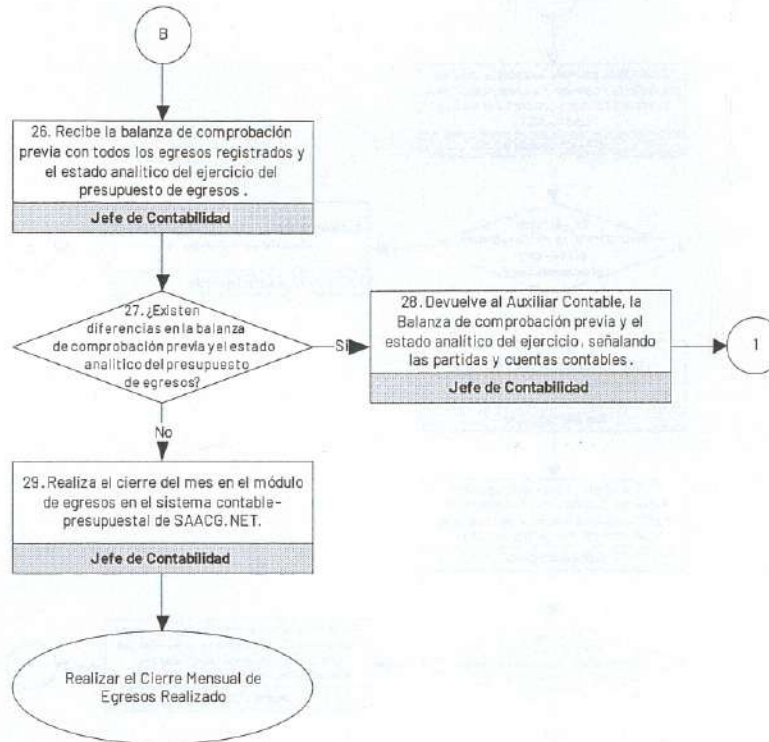 B
26. Recibe la balanza de comprobación
previa con todos los egresos registrados y
el estado analítico del ejercicio del
presupuesto de egresos .
Jefe de Contabilidad
27. ¿Existen
diferencias en la balanza
de comprobación previa y el estado
analítico del presupuesto
de egresos?
Sí
28. Devuelve al Auxiliar Contable, la
Balanza de comprobación previa y el
estado analítico del ejercicio, señalando
las partidas y cuentas contables .
Jefe de Contabilidad
1
No
29. Realiza el cierre del mes en el módulo
de egresos en el sistema contable-
presupuestal de SAACG.NET.
Jefe de Contabilidad
Realizar el Cierre Mensual de
Egresos Realizado